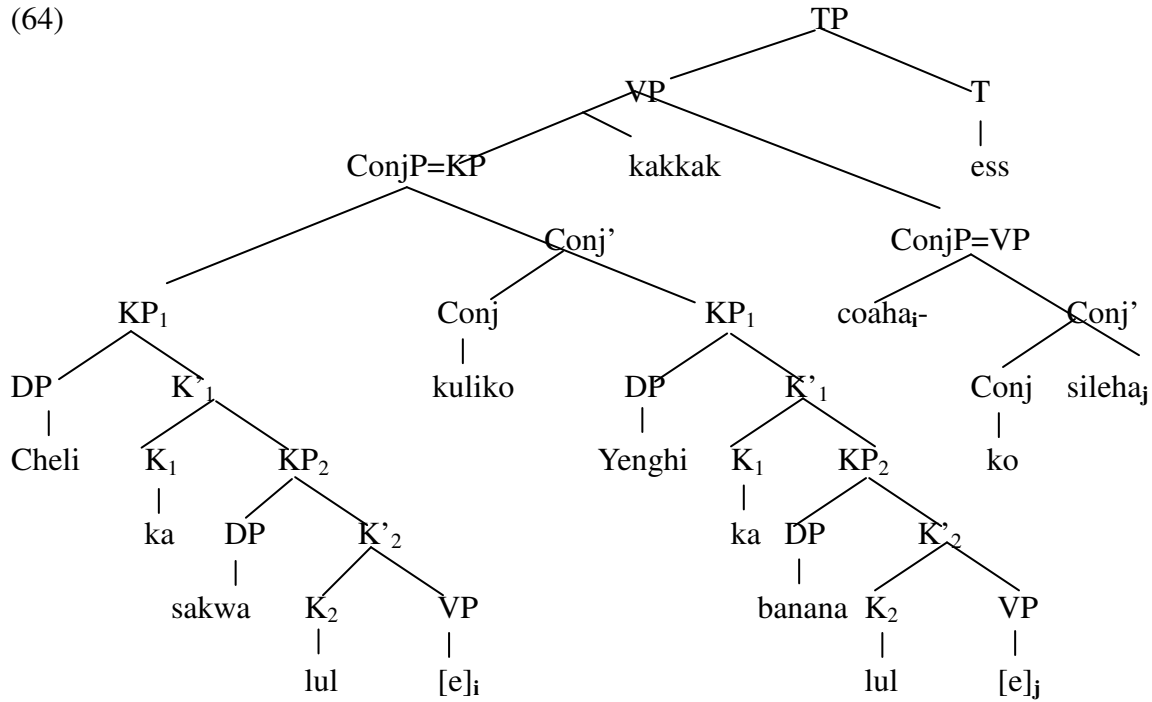 (64) TP
VP T
ConjP=KP kakkak ess
Conj’ ConjP=VP
KP₁ Conj KP₁ coahaᵢ- Conj’
DP K’₁ kuliko DP K’₁ Conj silehaⱼ
Cheli K₁ KP₂ Yenghi K₁ KP₂ ko
ka DP K’₂ ka DP K’₂
sakwa K₂ VP banana K₂ VP
lul [e]ᵢ lul [e]ⱼ